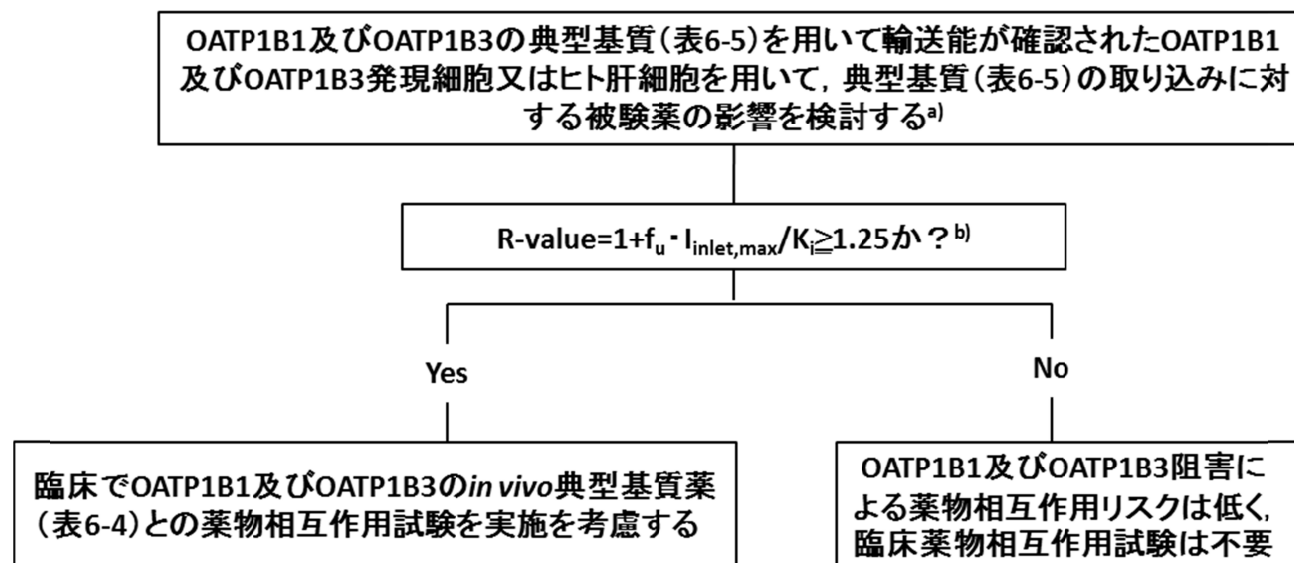 OATP1B1及びOATP1B3の典型基質(表6-5)を用いて輸送能が確認されたOATP1B1
及びOATP1B3発現細胞又はヒト肝細胞を用いて，典型基質(表6-5)の取り込みに対
する被験薬の影響を検討するa)
R-value=1+fu・Iinlet,max/Ki≧1.25か？b)
Yes
No
臨床でOATP1B1及びOATP1B3のin vivo典型基質薬
(表6-4)との薬物相互作用試験を実施を考慮する
OATP1B1及びOATP1B3阻害に
よる薬物相互作用リスクは低く，
臨床薬物相互作用試験は不要